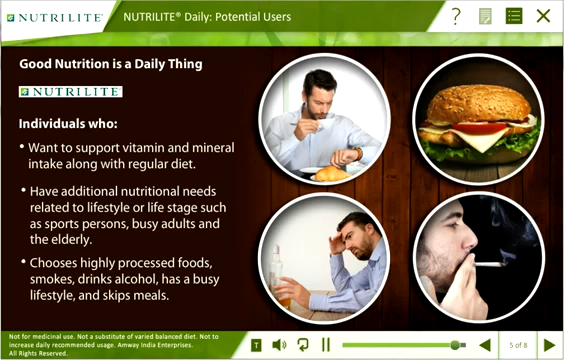 NUTRILITE™
NUTRILITE® Daily: Potential Users
?
Good Nutrition is a Daily Thing
NUTRILITE™
Individuals who:
• Want to support vitamin and mineral
intake along with regular diet.
• Have additional nutritional needs
related to lifestyle or life stage such
as sports persons, busy adults and
the elderly.
• Chooses highly processed foods,
smokes, drinks alcohol, has a busy
lifestyle, and skips meals.
Not for medicinal use. Not a substitute of varied balanced diet. Not to
increase daily recommended usage. Amway India Enterprises.
All Rights Reserved.
T
5 of 8